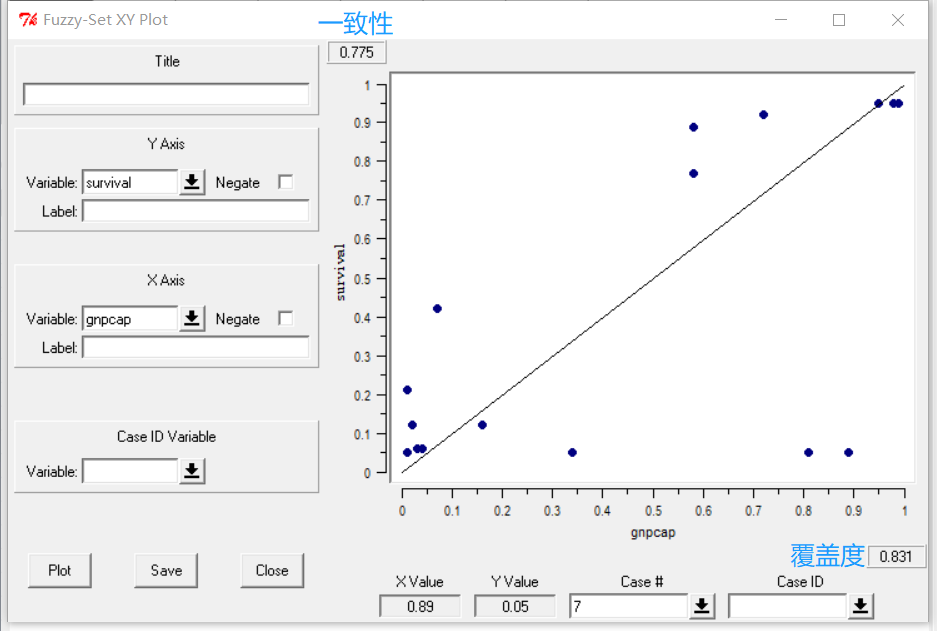 Fuzzy-Set XY Plot
一致性
0.775
Title
Y Axis
Variable: survival Negate
Label:
X Axis
Variable: gnpcap Negate
Label:
Case ID Variable
Variable:
Plot Save Close
survival
1
0.9
0.8
0.7
0.6
0.5
0.4
0.3
0.2
0.1
0
0 0.1 0.2 0.3 0.4 0.5 0.6 0.7 0.8 0.9 1
gnpcap
覆盖度 0.831
X Value Y Value Case # Case ID
0.89 0.05 7